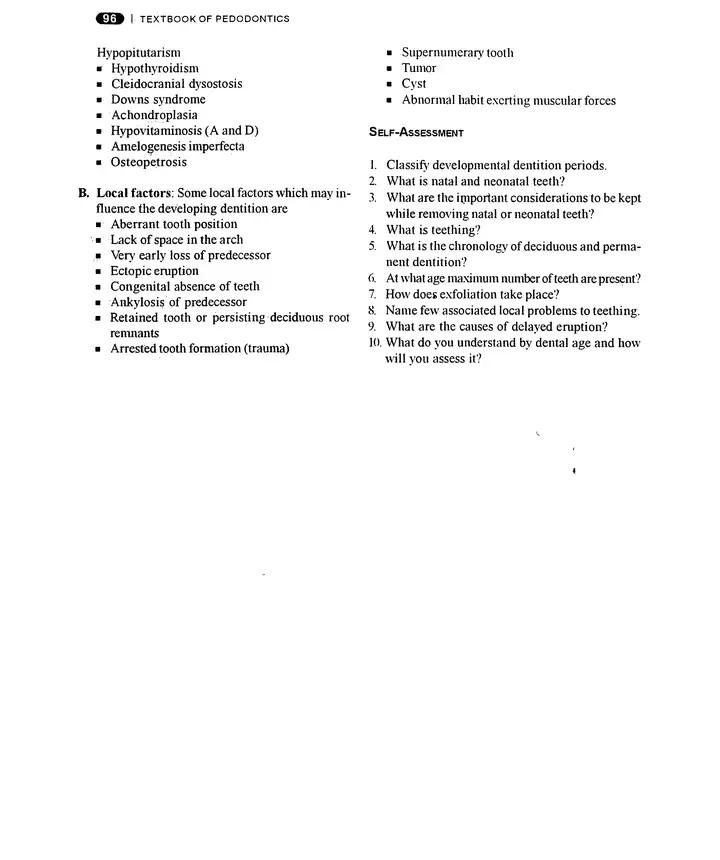 96 | TEXTBOOK OF PEDODONTICS
Hypopitutarism
▪ Hypothyroidism
▪ Cleidocranial dysostosis
▪ Downs syndrome
▪ Achondroplasia
▪ Hypovitaminosis (A and D)
▪ Amelogenesis imperfecta
▪ Osteopetrosis
B. Local factors: Some local factors which may in-
fluence the developing dentition are
▪ Aberrant tooth position
▪ Lack of space in the arch
▪ Very early loss of predecessor
▪ Ectopic eruption
▪ Congenital absence of teeth
▪ Ankylosis of predecessor
▪ Retained tooth or persisting deciduous root
remnants
▪ Arrested tooth formation (trauma)
▪ Supernumerary tooth
▪ Tumor
▪ Cyst
▪ Abnormal habit exerting muscular forces
SELF-ASSESSMENT
1. Classify developmental dentition periods.
2. What is natal and neonatal teeth?
3. What are the important considerations to be kept
while removing natal or neonatal teeth?
4. What is teething?
5. What is the chronology of deciduous and perma-
nent dentition?
6. At what age maximum number of teeth are present?
7. How does exfoliation take place?
8. Name few associated local problems to teething.
9. What are the causes of delayed eruption?
10. What do you understand by dental age and how
will you assess it?